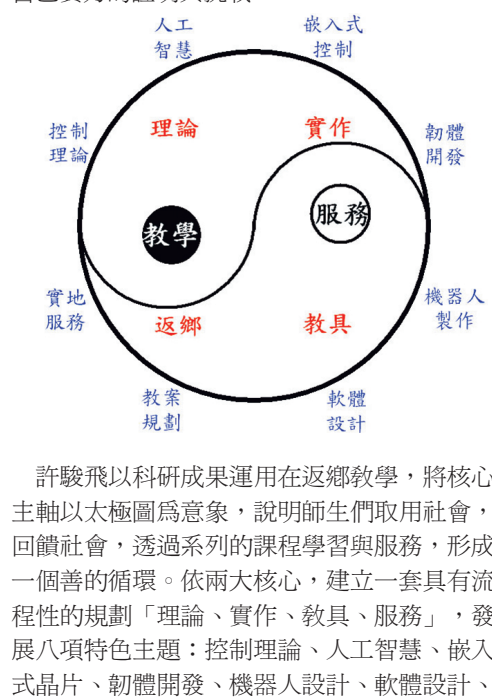 人工
智慧
嵌入式
控制
控制
理論
理論
實作
韌體
開發
教學
服務
實地
服務
返鄉
教具
機器人
製作
教案
規劃
軟體
設計
許駿飛以科研成果運用在返鄉教學，將核心
主軸以太極圖為意象，說明師生們取用社會，
回饋社會，透過系列的課程學習與服務，形成
一個善的循環。依兩大核心，建立一套具有流
程性的規劃「理論、實作、教具、服務」，發
展八項特色主題：控制理論、人工智慧、嵌入
式晶片、韌體開發、機器人設計、軟體設計、